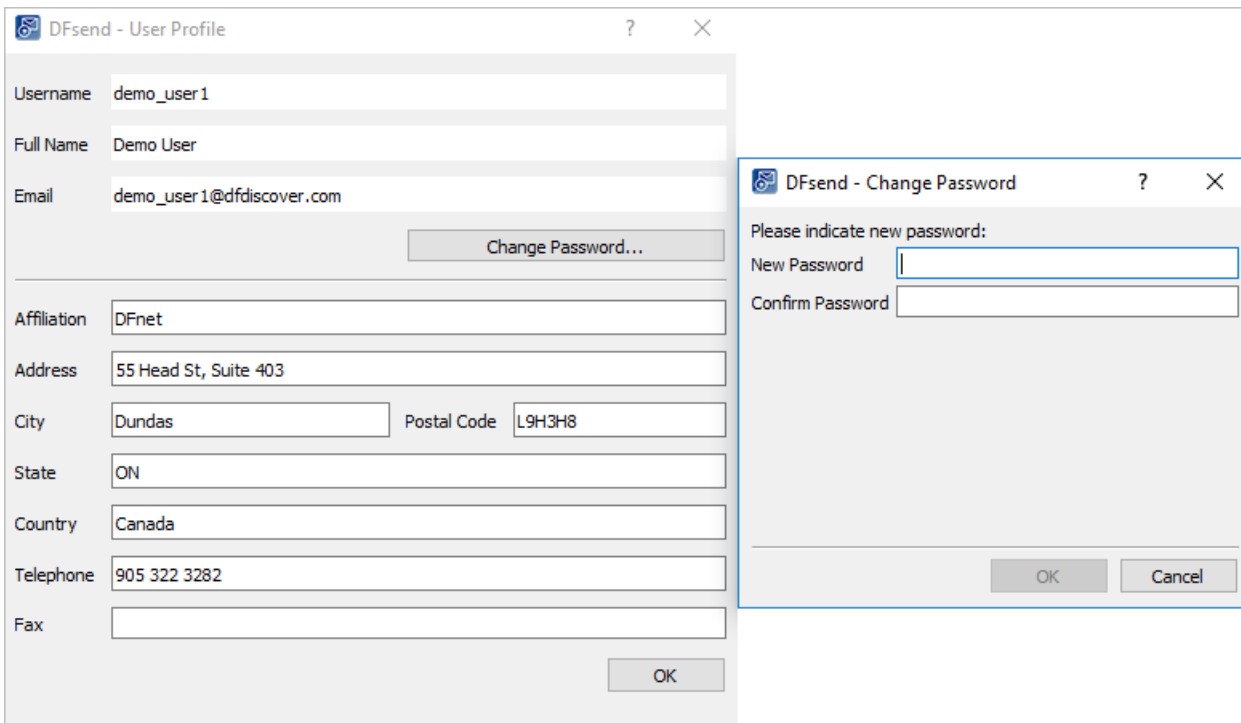 DFsend - User Profile ?
Username demo_user1
Full Name Demo User
Email demo_user1@dfdiscover.com
Change Password...
Affiliation DFnet
Address 55 Head St, Suite 403
City Dundas Postal Code L9H3H8
State ON
Country Canada
Telephone 905 322 3282
Fax
OK
DFsend - Change Password ?
Please indicate new password:
New Password
Confirm Password
OK Cancel